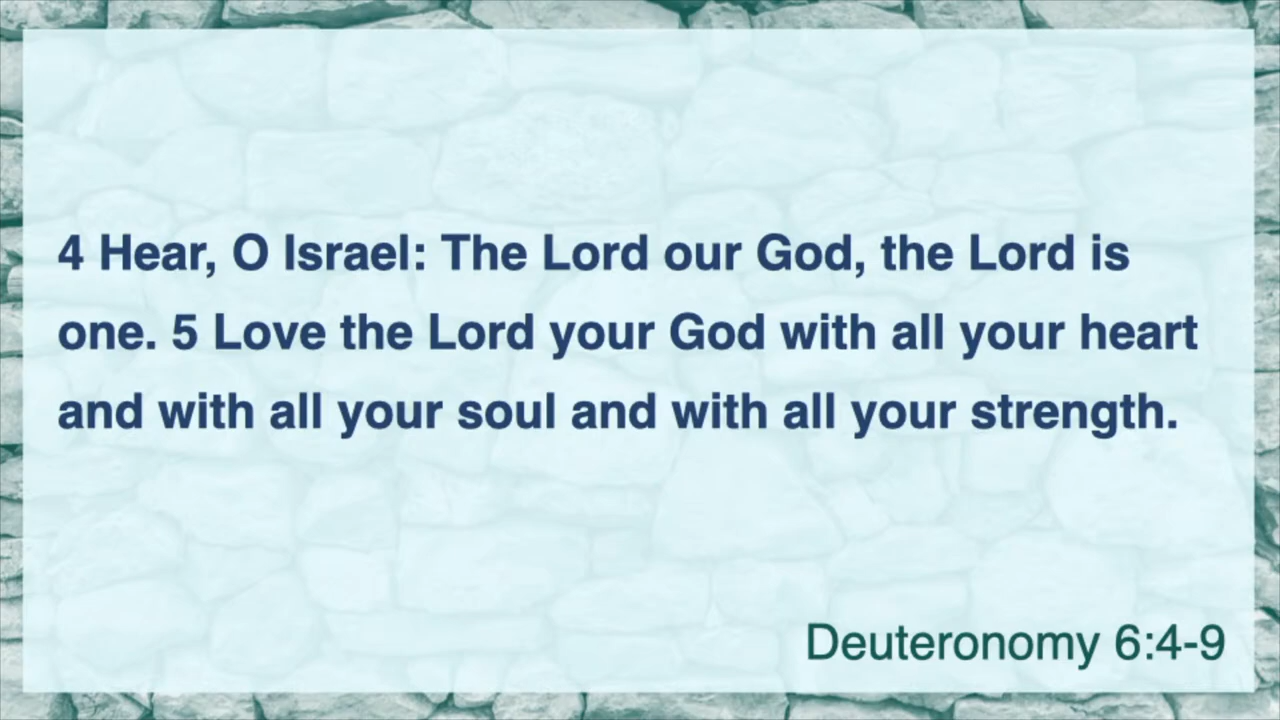 4 Hear, O Israel: The Lord our God, the Lord is
one. 5 Love the Lord your God with all your heart
and with all your soul and with all your strength.
Deuteronomy 6:4-9